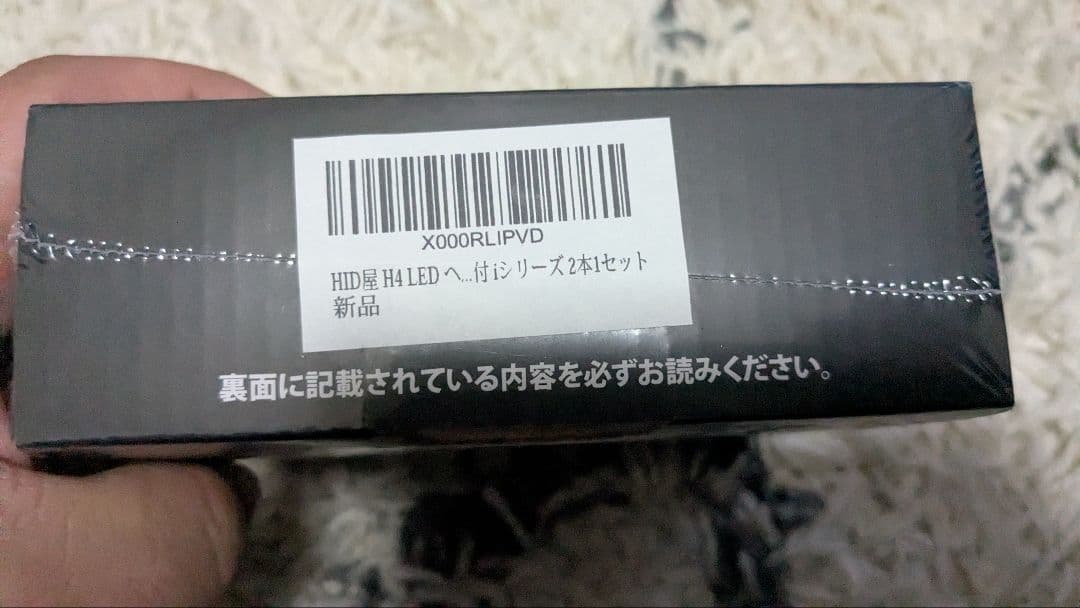 X000RLIPVD
HID屋 H4 LED ヘ...付 iシリーズ 2本1セット
新品
裏面に記載されている内容を必ずお読みください。